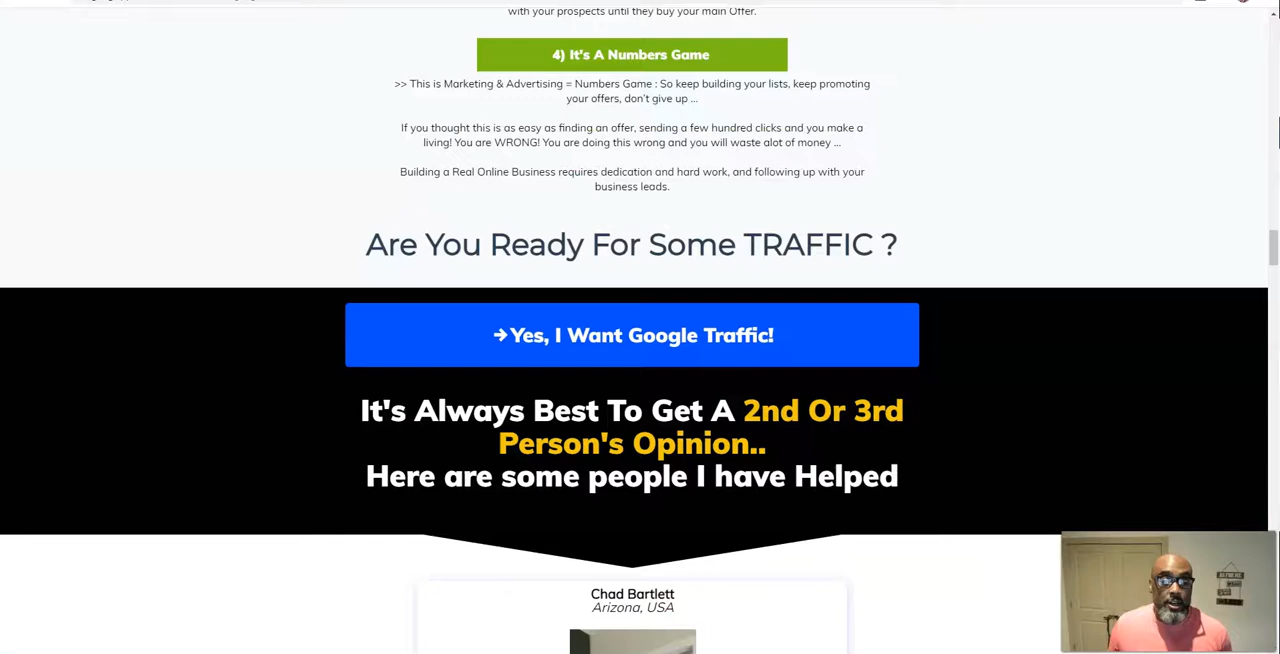 with your prospects until they buy your main Offer.
4) It's A Numbers Game
>> This is Marketing & Advertising = Numbers Game : So keep building your lists, keep promoting
your offers, don't give up ...
If you thought this is as easy as finding an offer, sending a few hundred clicks and you make a
living! You are WRONG! You are doing this wrong and you will waste alot of money ...
Building a Real Online Business requires dedication and hard work, and following up with your
business leads.
Are You Ready For Some TRAFFIC ?
→Yes, I Want Google Traffic!
It's Always Best To Get A 2nd Or 3rd
Person's Opinion..
Here are some people I have Helped
Chad Bartlett
Arizona, USA